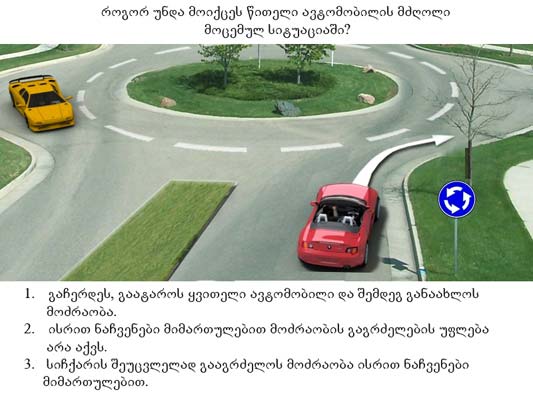 როგორ უნდა მოიქცეს წითელი ავტომობილის მძღოლი
მოცემულ სიტუაციაში?
1. გაჩერდეს, გაატაროს ყვითელი ავტომობილი და შემდეგ განაახლოს
მოძრაობა.
2. ისრით ნაჩვენები მიმართულებით მოძრაობის გაგრძელების უფლება
არა აქვს.
3. სიჩქარის შეუცვლელად გააგრძელოს მოძრაობა ისრით ნაჩვენები
მიმართულებით.